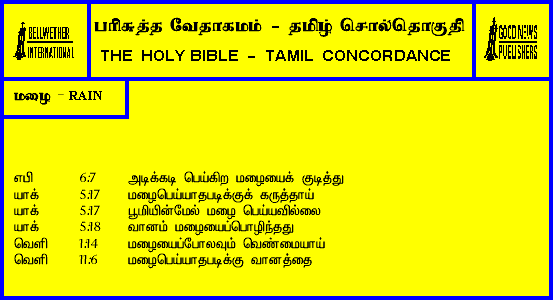 BELLWETHER
INTERNATIONAL
பரிசுத்த வேதாகமம் - தமிழ் சொல்தொகுதி
THE HOLY BIBLE - TAMIL CONCORDANCE
GOOD NEWS
PUBLISHERS
மழை - RAIN
எபி 6:7 அடிக்கடி பெய்கிற மழையைக் குடித்து
யாக் 5:17 மழைபெய்யாதபடிக்குக் கருத்தாய்
யாக் 5:17 பூமியின்மேல் மழை பெய்யவில்லை
யாக் 5:18 வானம் மழையைப்பொழிந்தது
வெளி 1:14 மழையைப்போலவும் வெண்மையாய்
வெளி 11:6 மழைபெய்யாதபடிக்கு வானத்தை